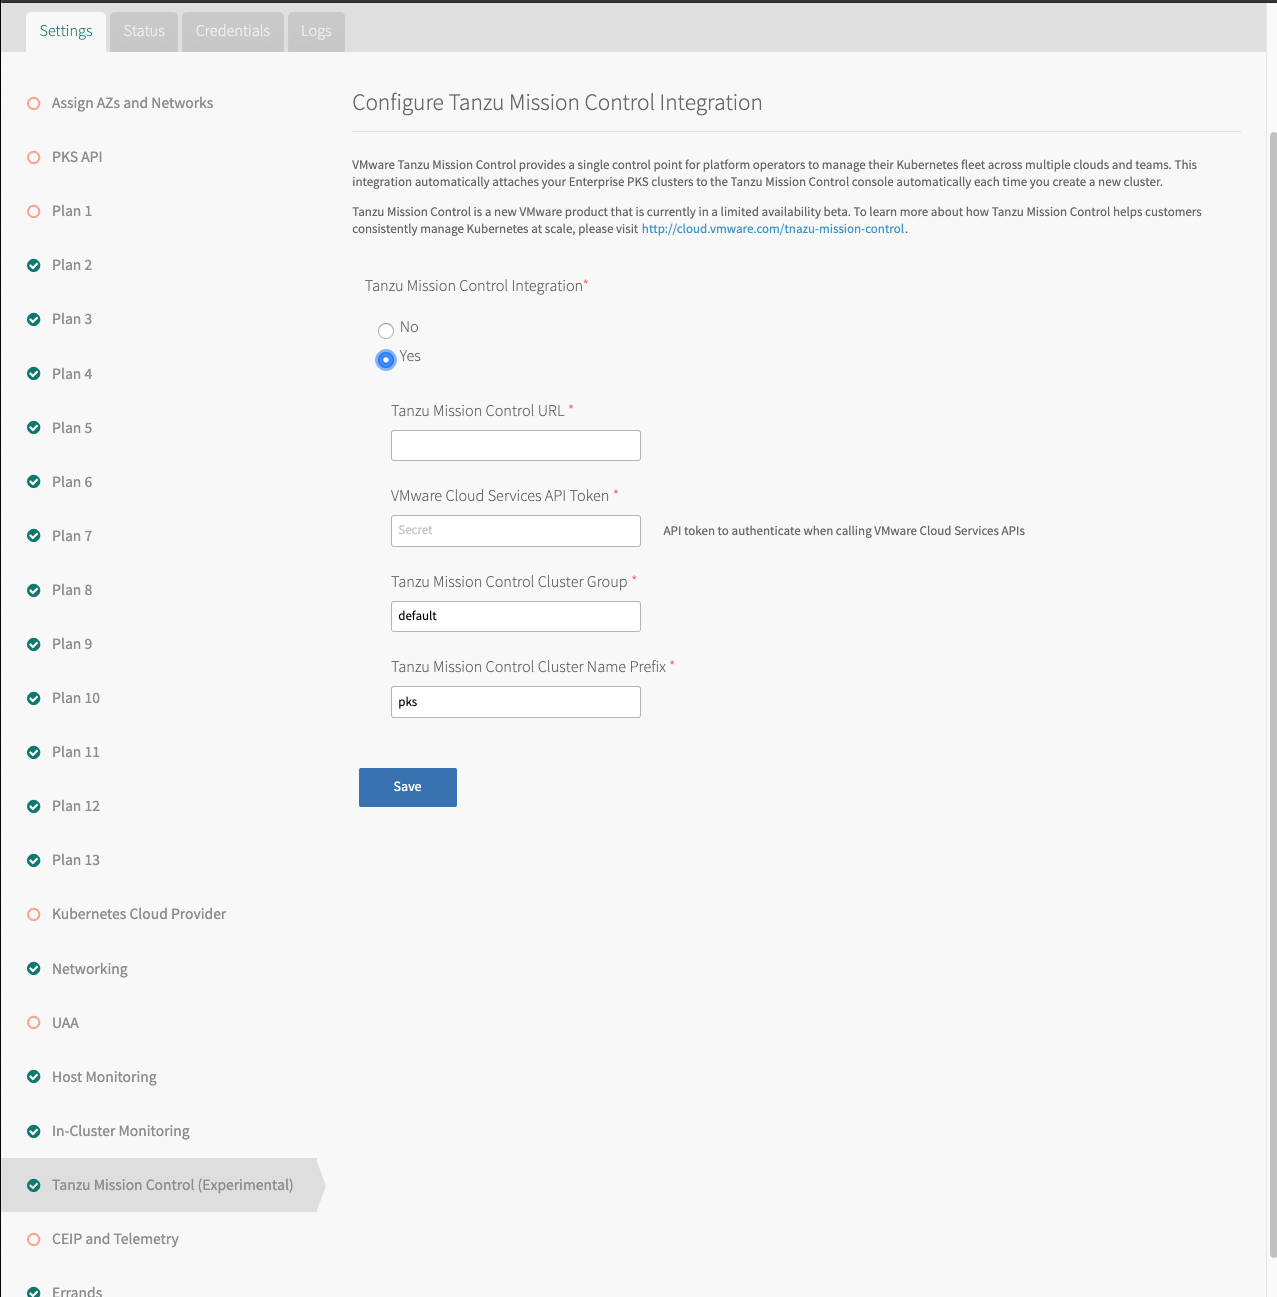 Settings
Status
Credentials
Logs
Assign AZs and Networks
PKS API
Plan 1
Plan 2
Plan 3
Plan 4
Plan 5
Plan 6
Plan 7
Plan 8
Plan 9
Plan 10
Plan 11
Plan 12
Plan 13
Kubernetes Cloud Provider
Networking
UAA
Host Monitoring
In-Cluster Monitoring
Tanzu Mission Control (Experimental)
CEIP and Telemetry
Errands
Configure Tanzu Mission Control Integration
VMware Tanzu Mission Control provides a single control point for platform operators to manage their Kubernetes fleet across multiple clouds and teams. This
integration automatically attaches your Enterprise PKS clusters to the Tanzu Mission Control console automatically each time you create a new cluster.
Tanzu Mission Control is a new VMware product that is currently in a limited availability beta. To learn more about how Tanzu Mission Control helps customers
consistently manage Kubernetes at scale, please visit http://cloud.vmware.com/tnazu-mission-control.
Tanzu Mission Control Integration*
No
Yes
Tanzu Mission Control URL *
VMware Cloud Services API Token *
Secret
API token to authenticate when calling VMware Cloud Services APIs
Tanzu Mission Control Cluster Group *
default
Tanzu Mission Control Cluster Name Prefix *
pks
Save